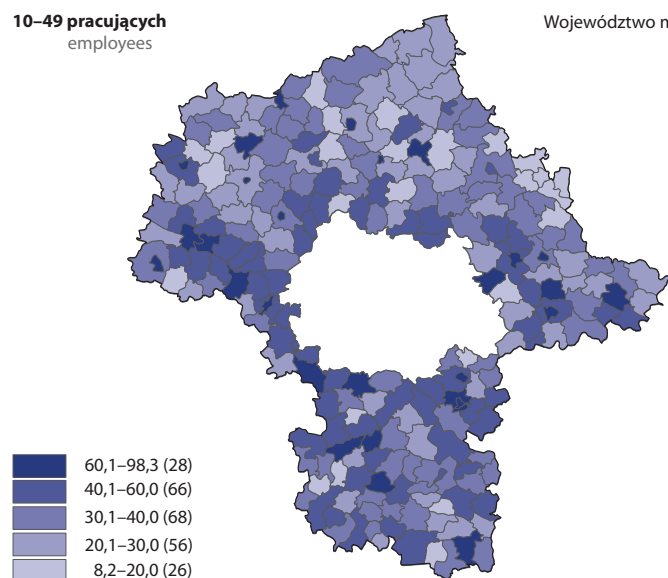 10–49 pracujących
employees
Województwo m
60,1–98,3 (28)
40,1–60,0 (66)
30,1–40,0 (68)
20,1–30,0 (56)
8,2–20,0 (26)